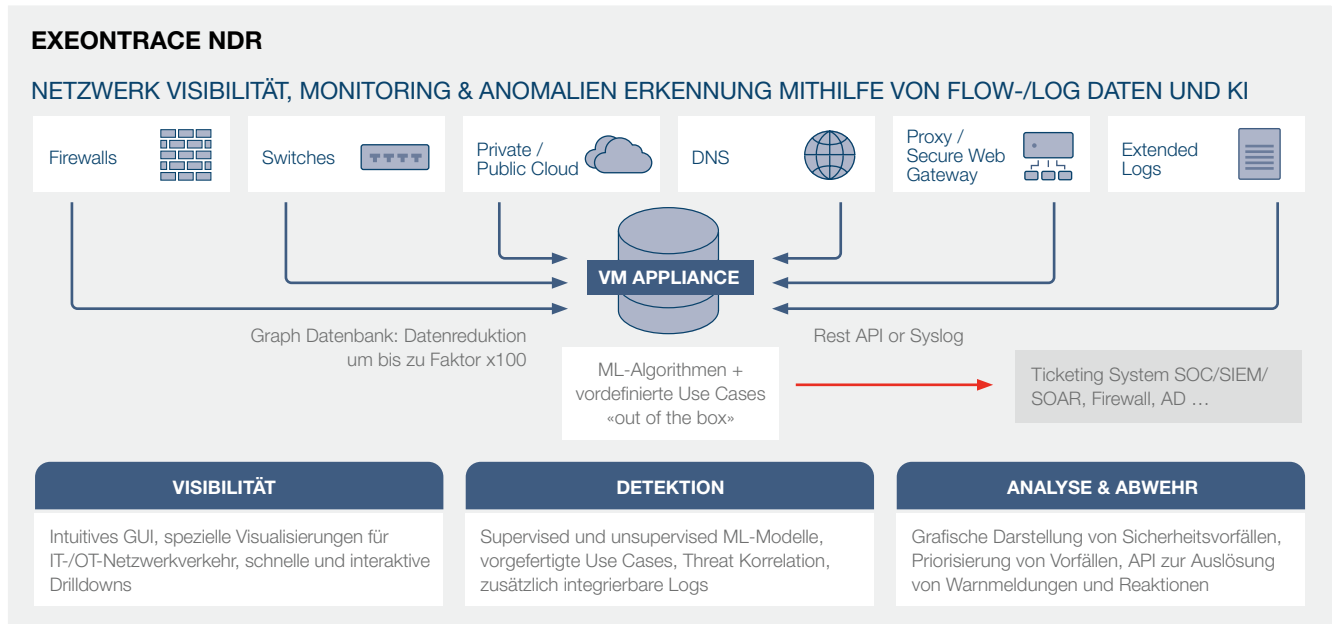 EXEONTRACE NDR
NETZWERK VISIBILITÄT, MONITORING & ANOMALIEN ERKENNUNG MITHILFE VON FLOW-/LOG DATEN UND KI
Firewalls
Switches
Private /
Public Cloud
DNS
Proxy /
Secure Web
Gateway
Extended
Logs
VM APPLIANCE
Graph Datenbank: Datenreduktion
um bis zu Faktor x100
Rest API or Syslog
ML-Algorithmen +
vordefinierte Use Cases
«out of the box»
Ticketing System SOC/SIEM/
SOAR, Firewall, AD …
VISIBILITÄT
Intuitives GUI, spezielle Visualisierungen für
IT-/OT-Netzwerkverkehr, schnelle und interaktive
Drilldowns
DETEKTION
Supervised und unsupervised ML-Modelle,
vorgefertigte Use Cases, Threat Korrelation,
zusätzlich integrierbare Logs
ANALYSE & ABWEHR
Grafische Darstellung von Sicherheitsvorfällen,
Priorisierung von Vorfällen, API zur Auslösung
von Warnmeldungen und Reaktionen